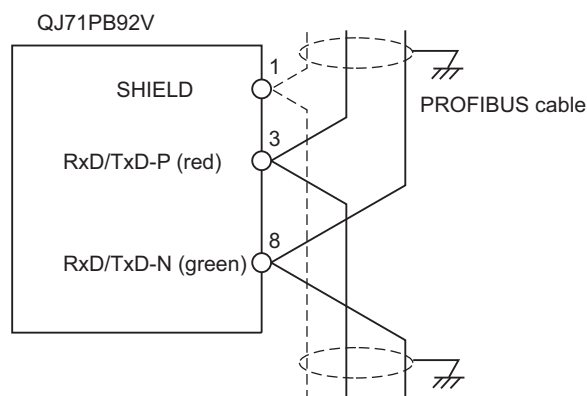 QJ71PB92V
SHIELD
1
PROFIBUS cable
RxD/TxD-P (red)
3
RxD/TxD-N (green)
8